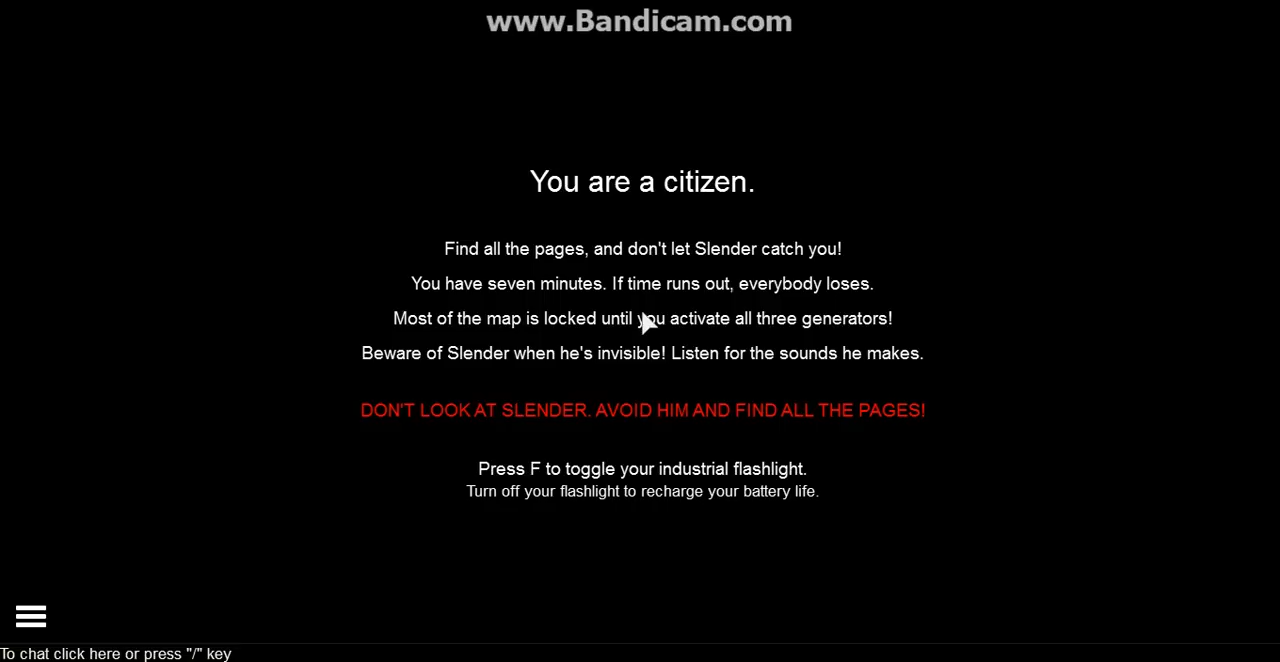 www.Bandicam.com
You are a citizen.
Find all the pages, and don't let Slender catch you!
You have seven minutes. If time runs out, everybody loses.
Most of the map is locked until you activate all three generators!
Beware of Slender when he's invisible! Listen for the sounds he makes.
DON'T LOOK AT SLENDER. AVOID HIM AND FIND ALL THE PAGES!
Press F to toggle your industrial flashlight.
Turn off your flashlight to recharge your battery life.
To chat click here or press "/" key